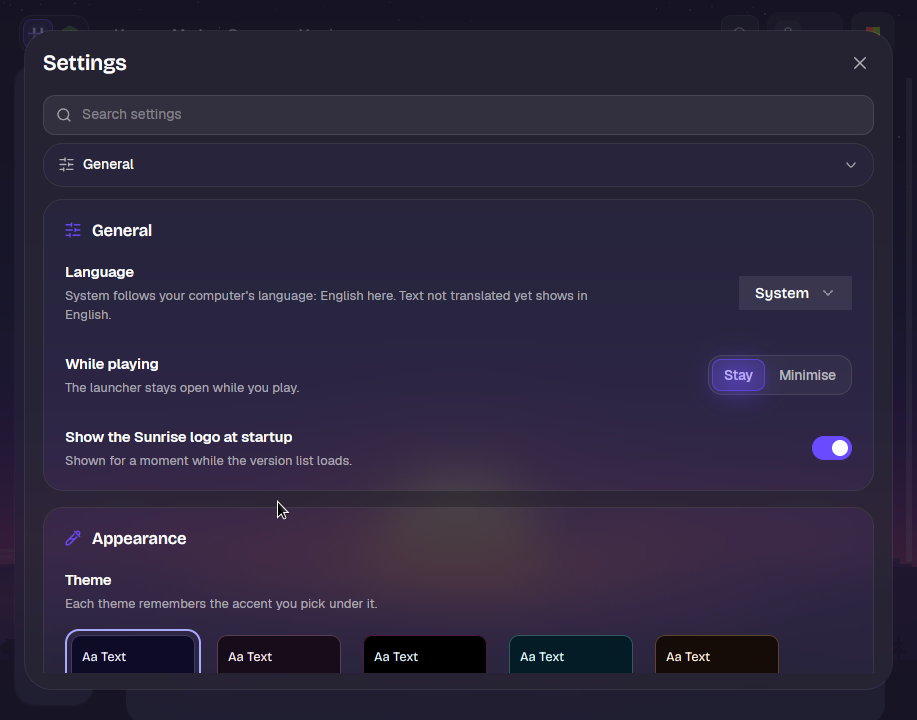 Settings
Search settings
General
General
Language
System follows your computer's language: English here. Text not translated yet shows in
English.
System
While playing
The launcher stays open while you play.
Stay
Minimise
Show the Sunrise logo at startup
Shown for a moment while the version list loads.
Appearance
Theme
Each theme remembers the accent you pick under it.
Aa Text
Aa Text
Aa Text
Aa Text
Aa Text